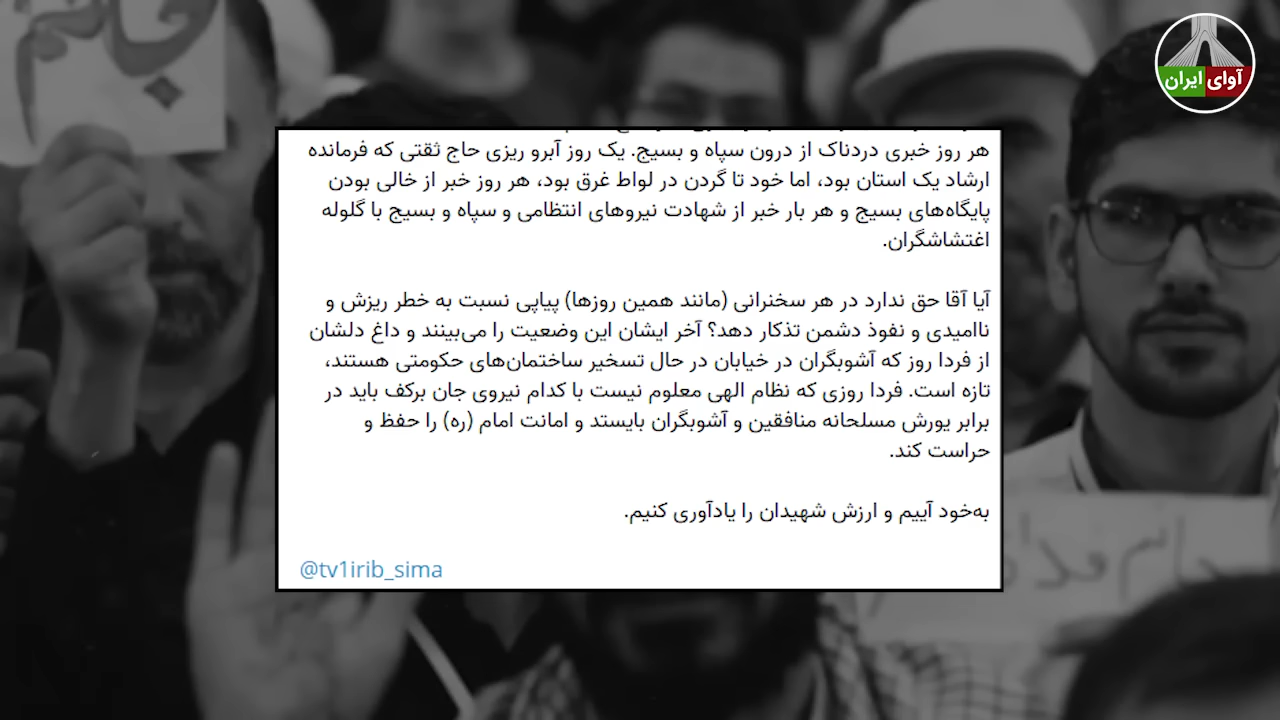 آوای ایران
هر روز خبری دردناک از درون سپاه و بسیج. یک روز آبرو ریزی حاج ثقتی که فرمانده
ارشاد یک استان بود، اما خود تا گردن در لواط غرق بود، هر روز خبر از خالی بودن
پایگاه‌های بسیج و هر بار خبر از شهادت نیروهای انتظامی و سپاه و بسیج با گلوله
اغتشاشگران.
آیا آقا حق ندارد در هر سخنرانی (مانند همین روزها) پیاپی نسبت به خطر ریزش و
ناامیدی و نفوذ دشمن تذکار دهد؟ آخر ایشان این وضعیت را می‌بینند و داغ دلشان
از فردا روز که آشوبگران در خیابان در حال تسخیر ساختمان‌های حکومتی هستند،
تازه است. فردا روزی که نظام الهی معلوم نیست با کدام نیروی جان برکف باید در
برابر یورش مسلحانه منافقین و آشوبگران بایستد و امانت امام (ره) را حفظ و
حراست کند.
به‌خود آییم و ارزش شهیدان را یادآوری کنیم.
@tv1irib_sima